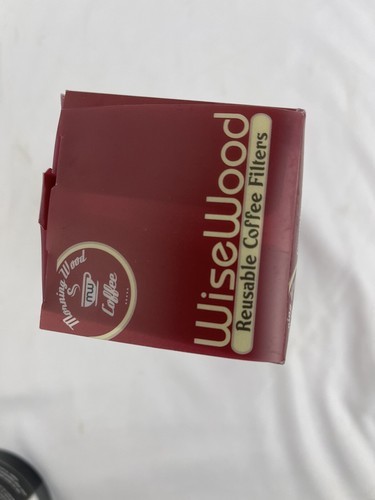 WiseWood
Reusable Coffee Filters
Morning Wood
MW
Coffee